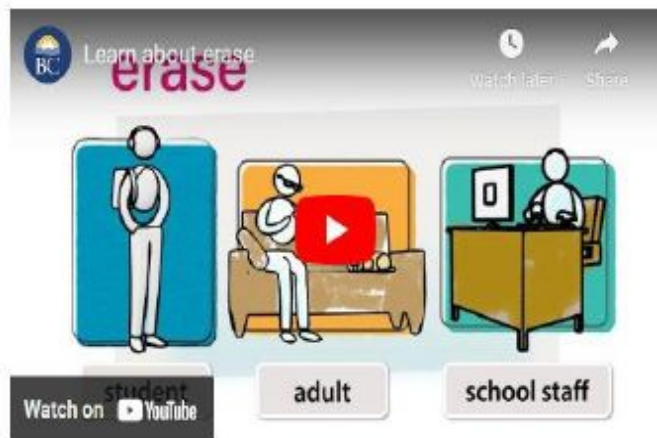 BC
Learn about erase
Watch later
Share
erase
student
adult
school staff
Watch on YouTube